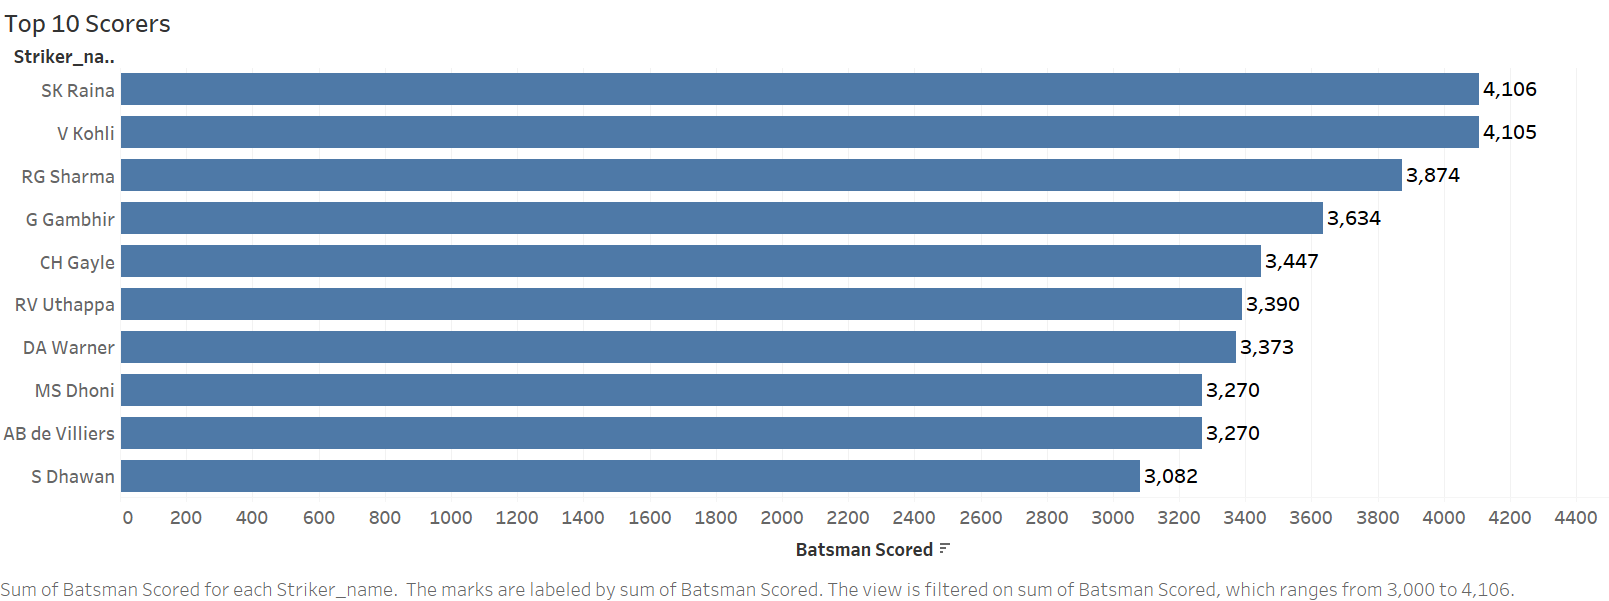 Top 10 Scorers
Striker_na..
SK Raina 4,106
V Kohli 4,105
RG Sharma 3,874
G Gambhir 3,634
CH Gayle 3,447
RV Uthappa 3,390
DA Warner 3,373
MS Dhoni 3,270
AB de Villiers 3,270
S Dhawan 3,082
0 200 400 600 800 1000 1200 1400 1600 1800 2000 2200 2400 2600 2800 3000 3200 3400 3600 3800 4000 4200 4400
Batsman Scored
Sum of Batsman Scored for each Striker_name. The marks are labeled by sum of Batsman Scored. The view is filtered on sum of Batsman Scored, which ranges from 3,000 to 4,106.